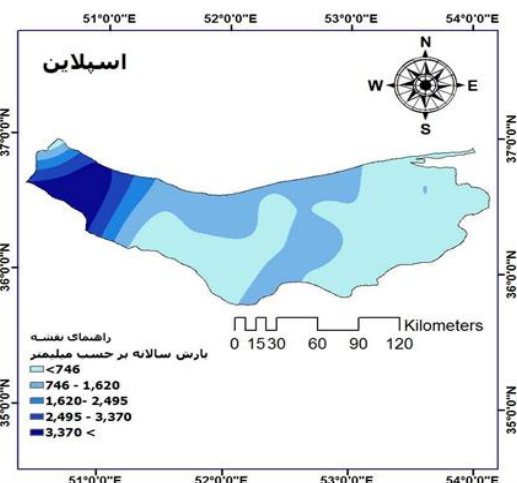 51°0'0"E 52°0'0"E 53°0'0"E 54°0'0"E
اسپلاین
N
W E
S
37°0'0"N 37°0'0"N
36°0'0"N 36°0'0"N
35°0'0"N 35°0'0"N
Kilometers
0 15 30 60 90 120
راهنمای نقشه
بارش سالانه بر حسب میلیمتر
<746
746 - 1,620
1,620- 2,495
2,495 - 3,370
3,370 <
51°0'0"E 52°0'0"E 53°0'0"E 54°0'0"E